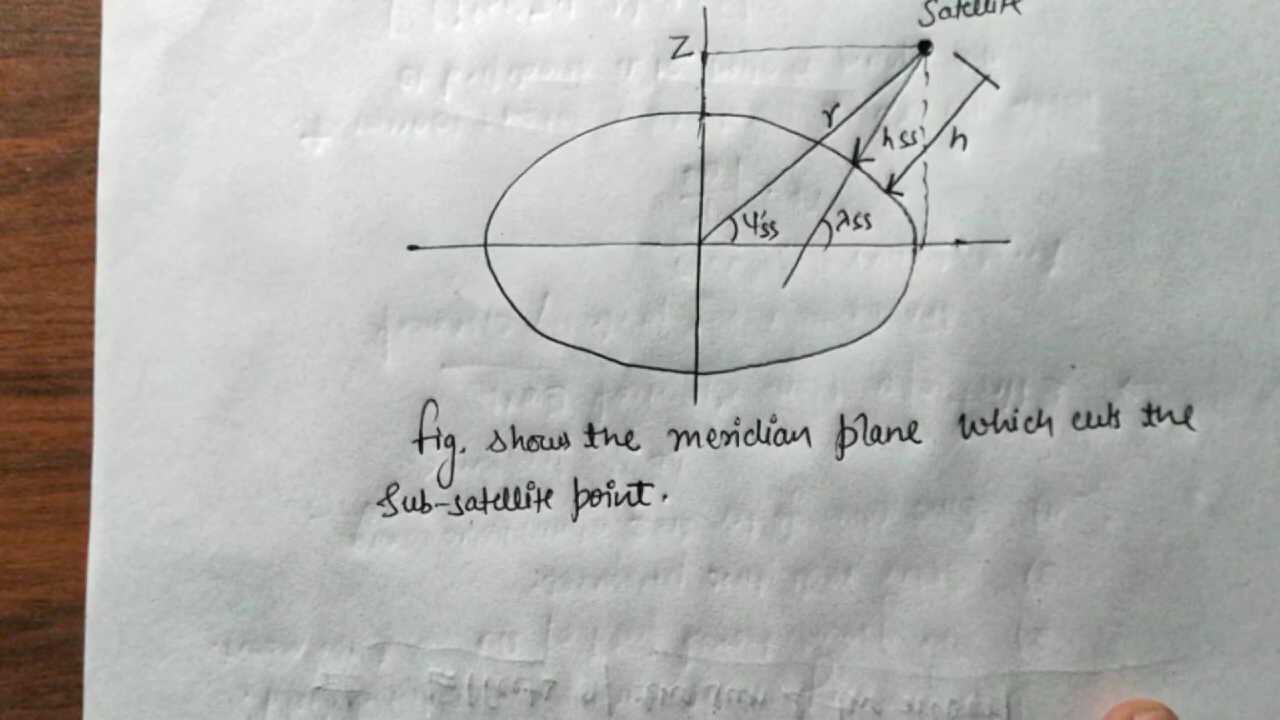 Satellite
Z
r
hss
h
Ψ'ss
λss
fig. shows the meridian plane which cuts the
Sub-satellite point.